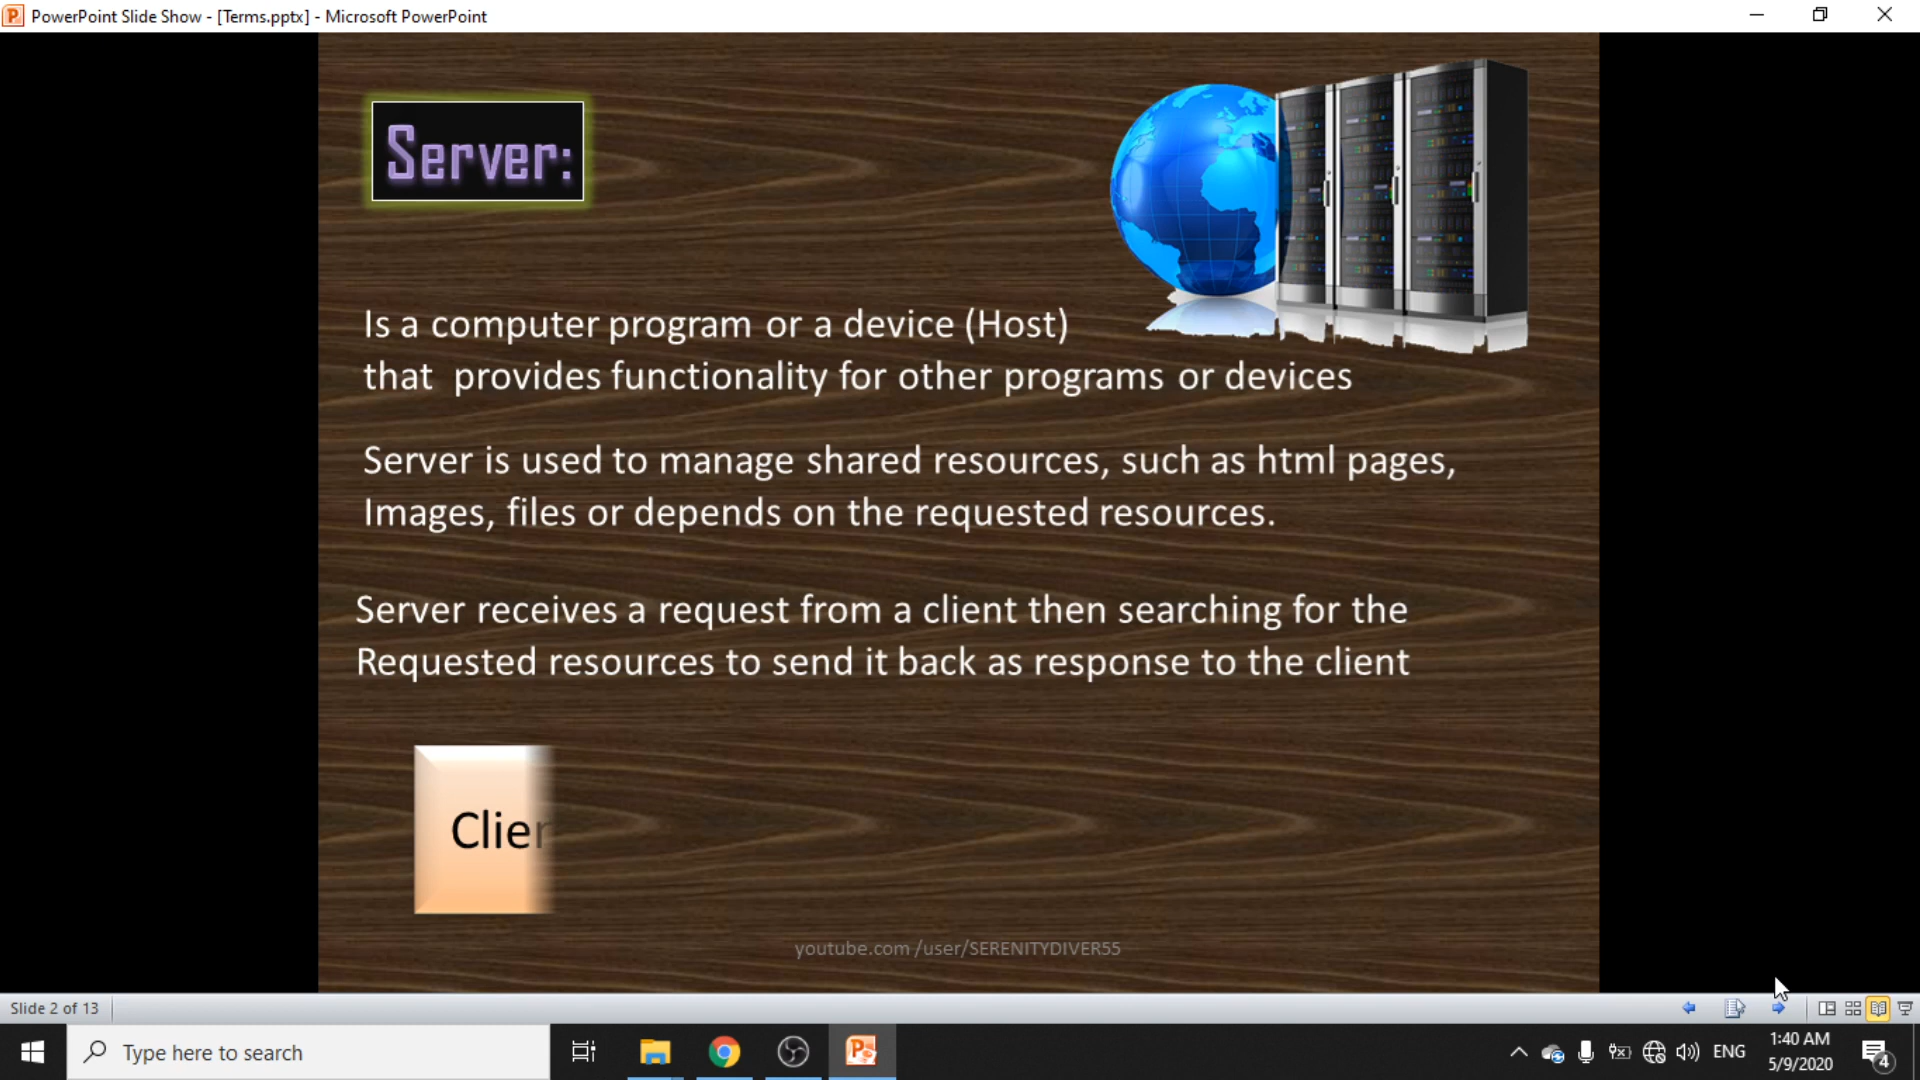 PowerPoint Slide Show - [Terms.pptx] - Microsoft PowerPoint
Server:
Is a computer program or a device (Host)
that provides functionality for other programs or devices
Server is used to manage shared resources, such as html pages,
Images, files or depends on the requested resources.
Server receives a request from a client then searching for the
Requested resources to send it back as response to the client
Clier
youtube.com /user/SERENITYDIVER55
Slide 2 of 13
Type here to search
ENG
1:40 AM
5/9/2020
4